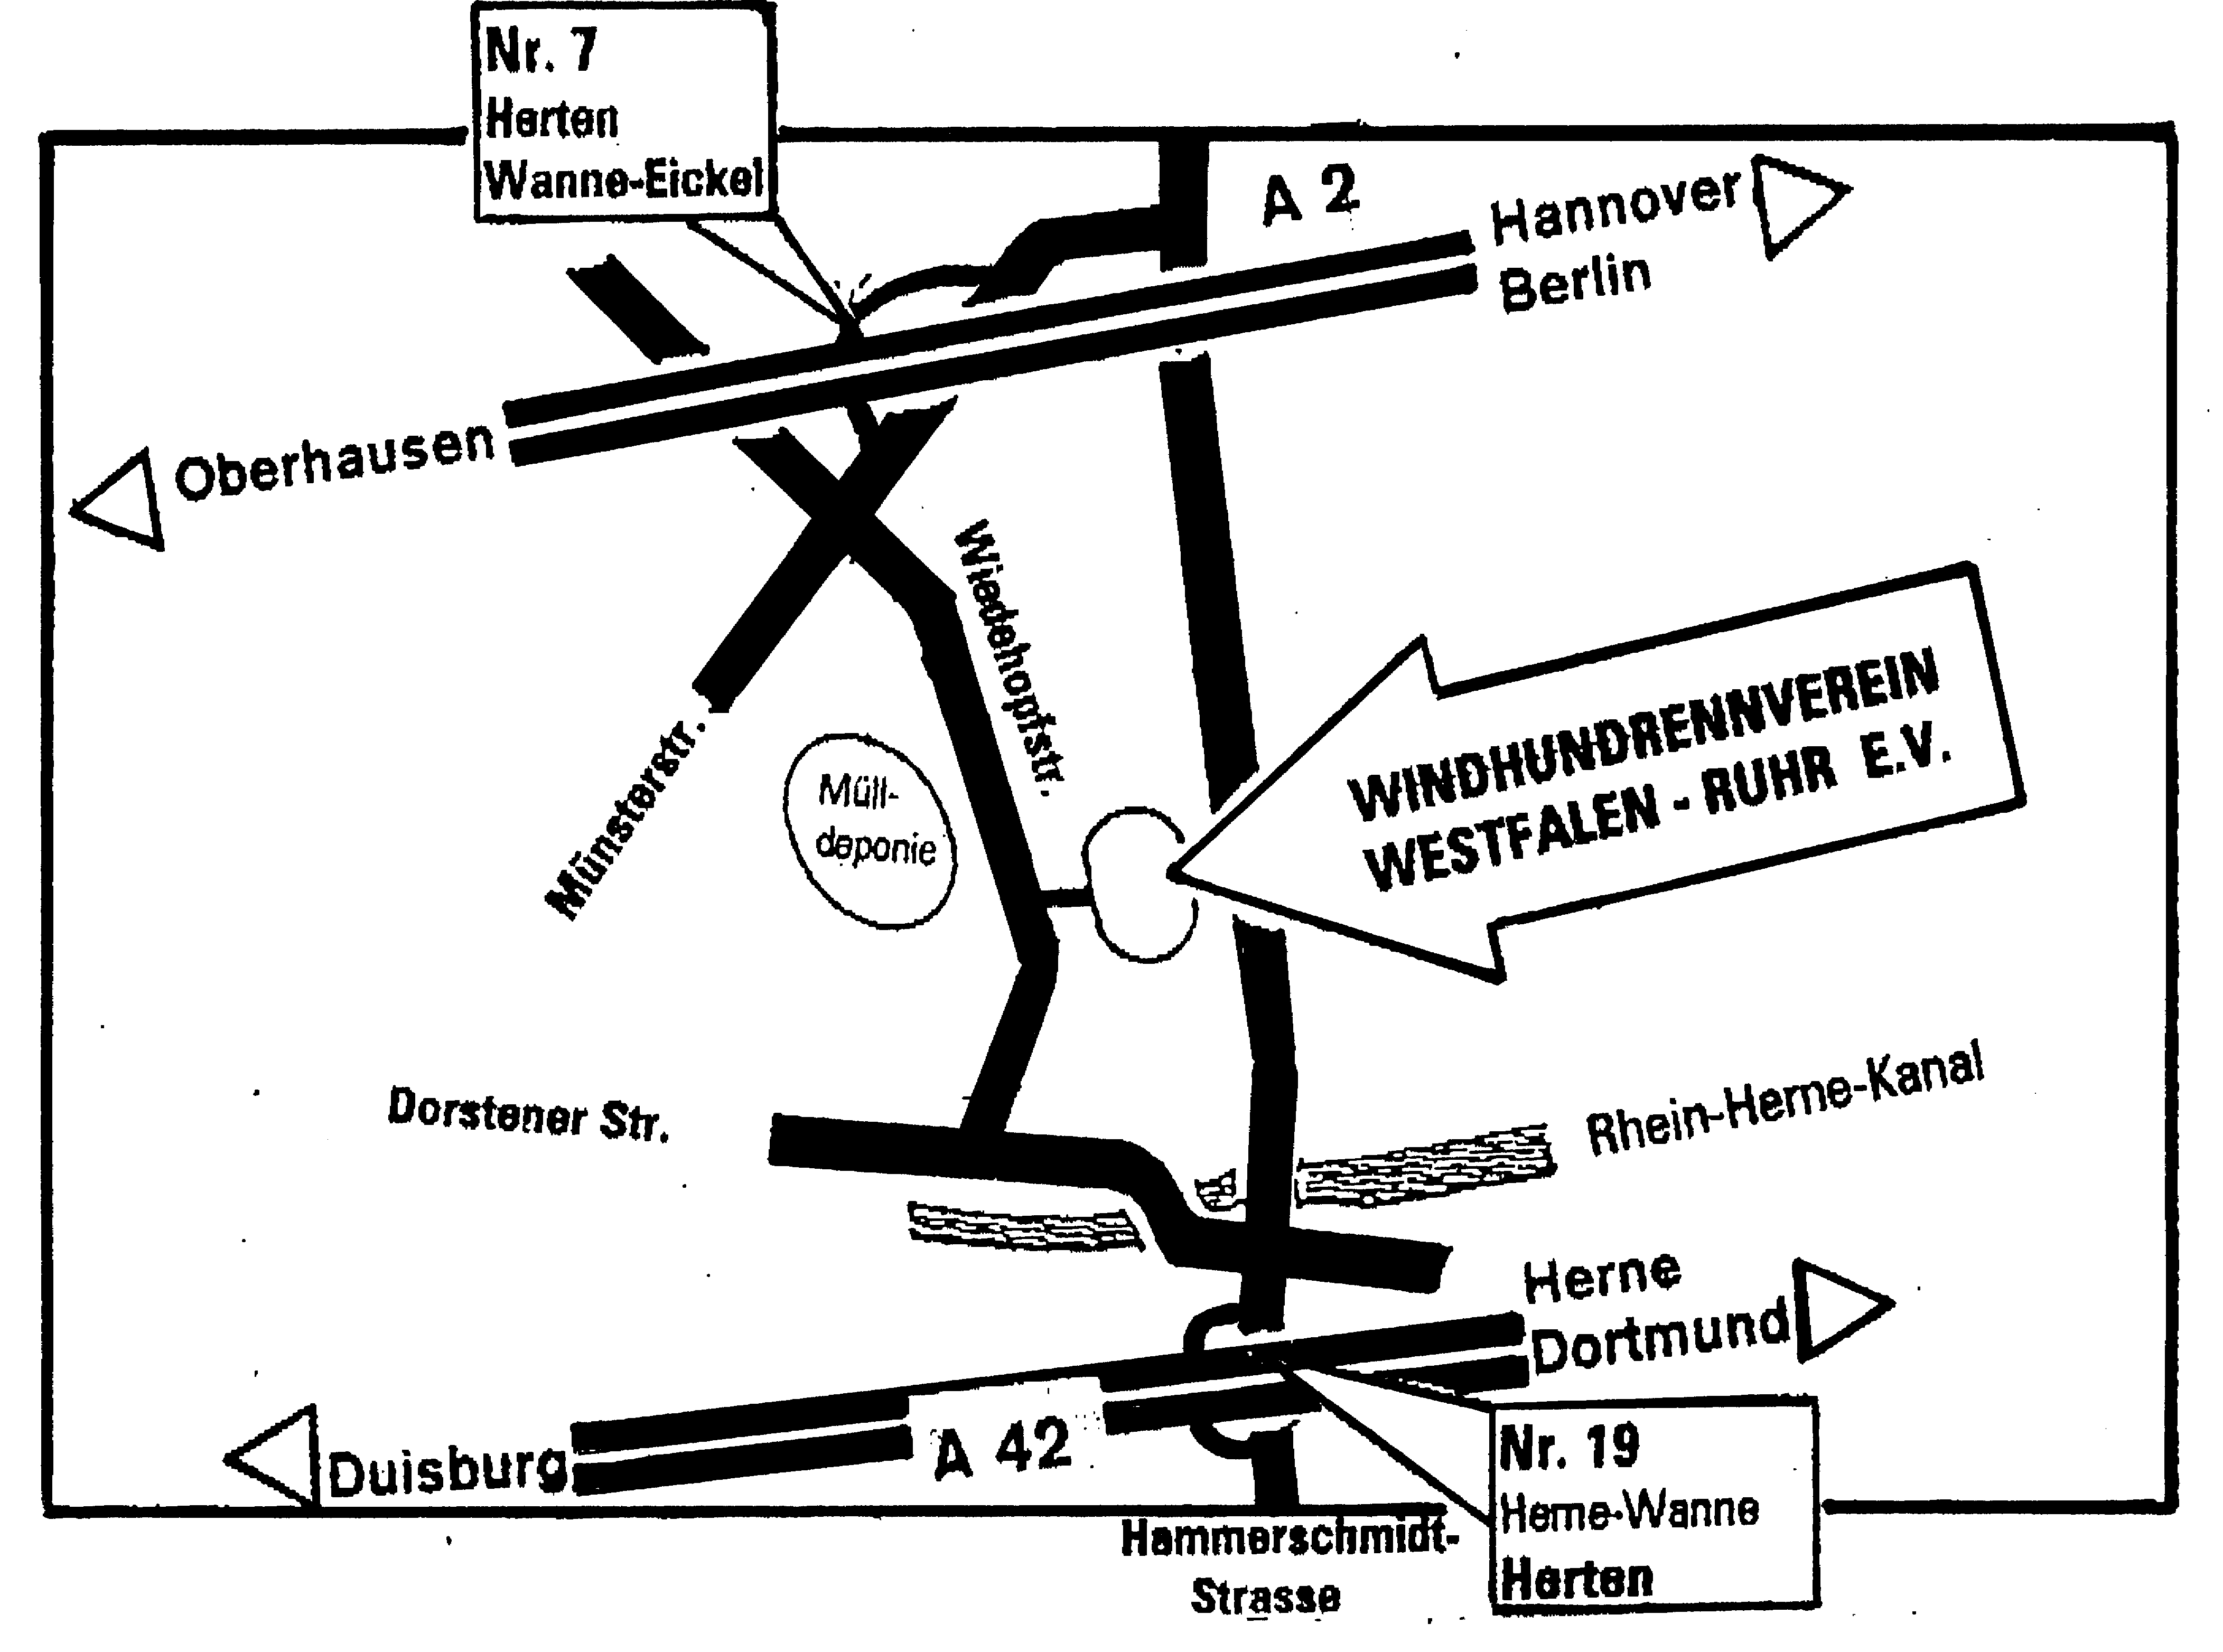 Nr. 7
Herten
Wanne-Eickel
A 2
Hannover
Berlin
Oberhausen
Wiedehopfstr.
Münsterstr.
Müll-
deponie
WINDHUNDRENNVEREIN
WESTFALEN - RUHR E.V.
Dorstener Str.
Rhein-Herne-Kanal
Herne
Dortmund
A 42
Duisburg
Nr. 19
Herne-Wanne
Herten
Hammerschmidt-
Strasse